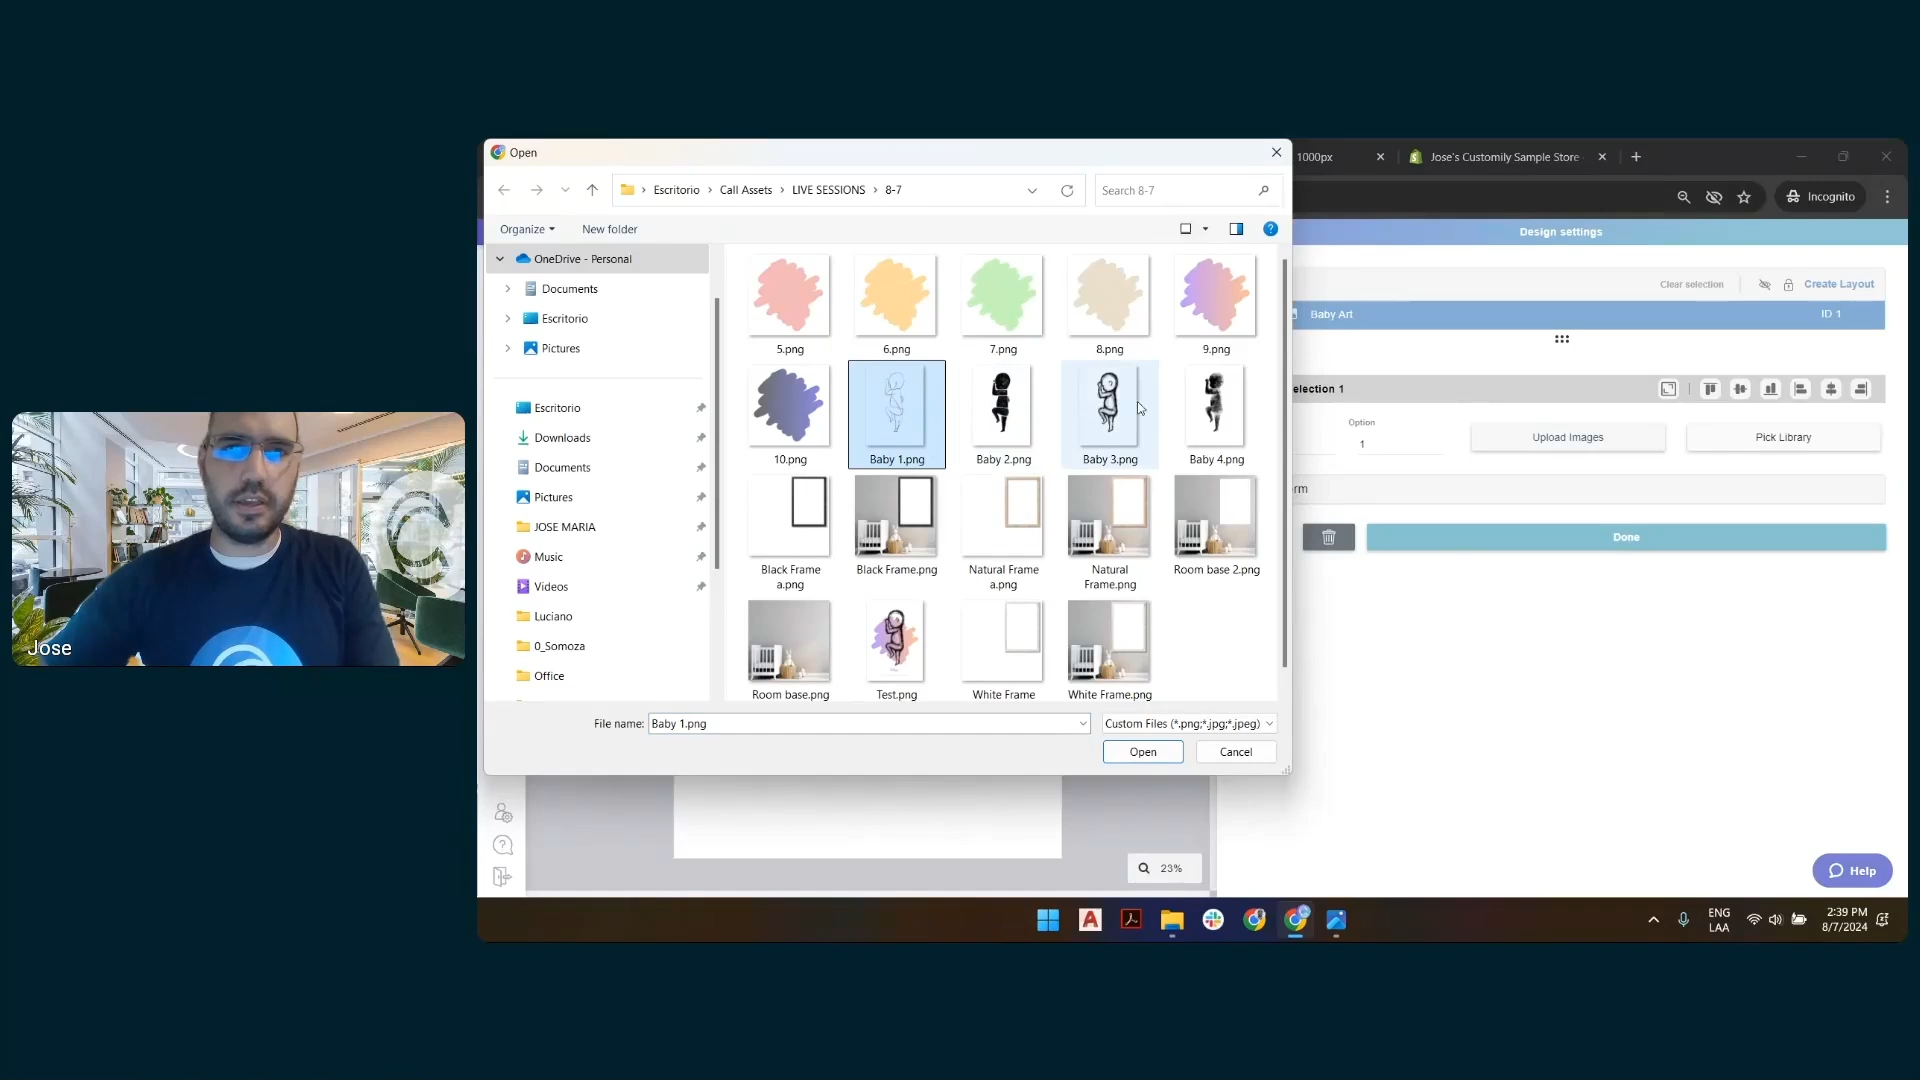 Open
1000px
Jose's Customily Sample Store
Escritorio
Call Assets
LIVE SESSIONS
8-7
Search 8-7
Incognito
Organize
New folder
Design settings
OneDrive - Personal
Documents
Escritorio
Pictures
Escritorio
Downloads
Documents
Pictures
JOSE MARIA
Music
Videos
Luciano
0_Somoza
Office
5.png
6.png
7.png
8.png
9.png
10.png
Baby 1.png
Baby 2.png
Baby 3.png
Baby 4.png
Black Frame a.png
Black Frame.png
Natural Frame a.png
Natural Frame.png
Room base 2.png
Room base.png
Test.png
White Frame
White Frame.png
File name:
Baby 1.png
Custom Files (*.png;*.jpg;*.jpeg)
Open
Cancel
Clear selection
Create Layout
Baby Art
ID 1
election 1
Option
1
Upload Images
Pick Library
rm
Done
23%
Help
Jose
ENG
LAA
2:39 PM
8/7/2024